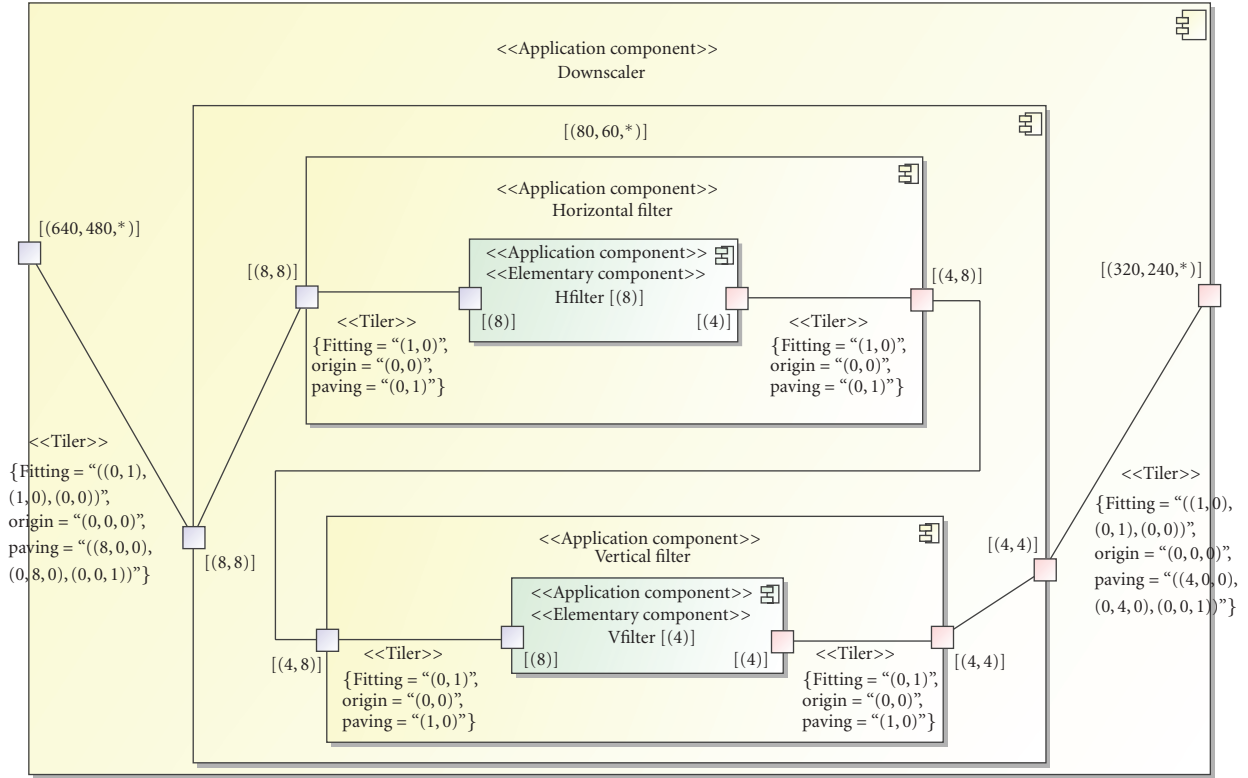 <<Application component>>
Downscaler
[(80, 60,*)]
<<Application component>>
Horizontal filter
[(640, 480,*)]
<<Application component>>
<<Elementary component>>
Hfilter [(8)]
[(8, 8)]
[(4, 8)]
[(320, 240,*)]
[(8)]
[(4)]
<<Tiler>>
{Fitting = “(1, 0)”,
origin = “(0, 0)”,
paving = “(0, 1)”}
<<Tiler>>
{Fitting = “(1, 0)”,
origin = “(0, 0)”,
paving = “(0, 1)”}
<<Tiler>>
{Fitting = “((0, 1),
(1, 0), (0, 0))”,
origin = “(0, 0, 0)”,
paving = “((8, 0, 0),
(0, 8, 0), (0, 0, 1))”}
[(8, 8)]
<<Tiler>>
{Fitting = “((1, 0),
(0, 1), (0, 0))”,
origin = “(0, 0, 0)”,
paving = “((4, 0, 0),
(0, 4, 0), (0, 0, 1))”}
[(4, 4)]
<<Application component>>
Vertical filter
<<Application component>>
<<Elementary component>>
Vfilter [(4)]
[(8)]
[(4)]
[(4, 8)]
[(4, 4)]
<<Tiler>>
{Fitting = “(0, 1)”,
origin = “(0, 0)”,
paving = “(1, 0)”}
<<Tiler>>
{Fitting = “(0, 1)”,
origin = “(0, 0)”,
paving = “(1, 0)”}